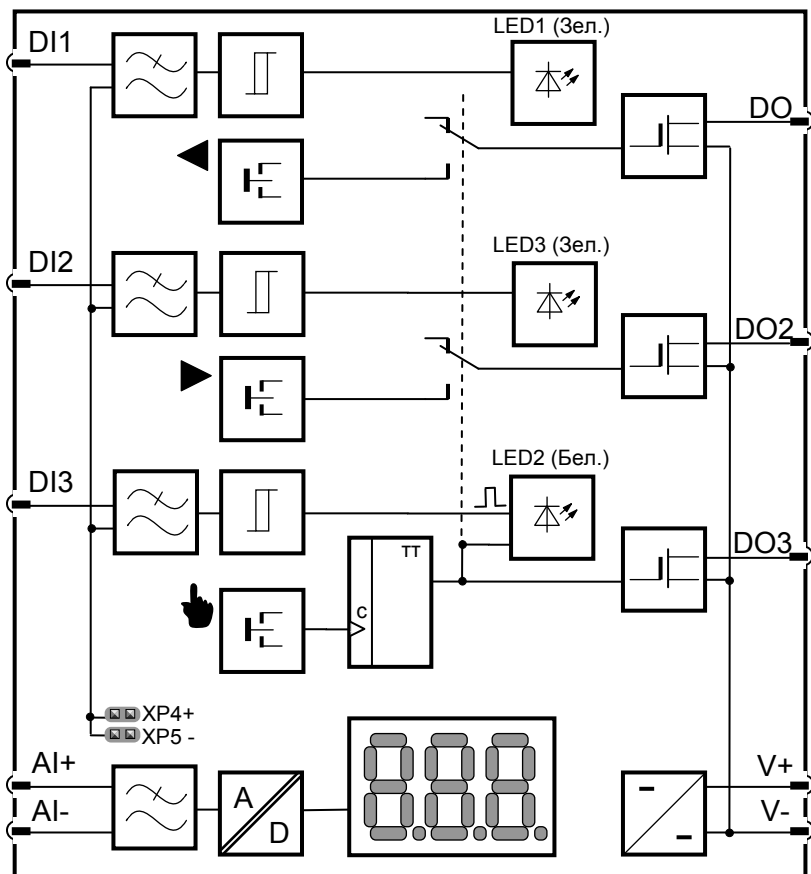 LED1 (Зел.)
DI1
DO
LED3 (Зел.)
DI2
DO2
LED2 (Бел.)
DI3
TT
DO3
C
XP4+
XP5 -
AI+
V+
A
D
AI-
V-